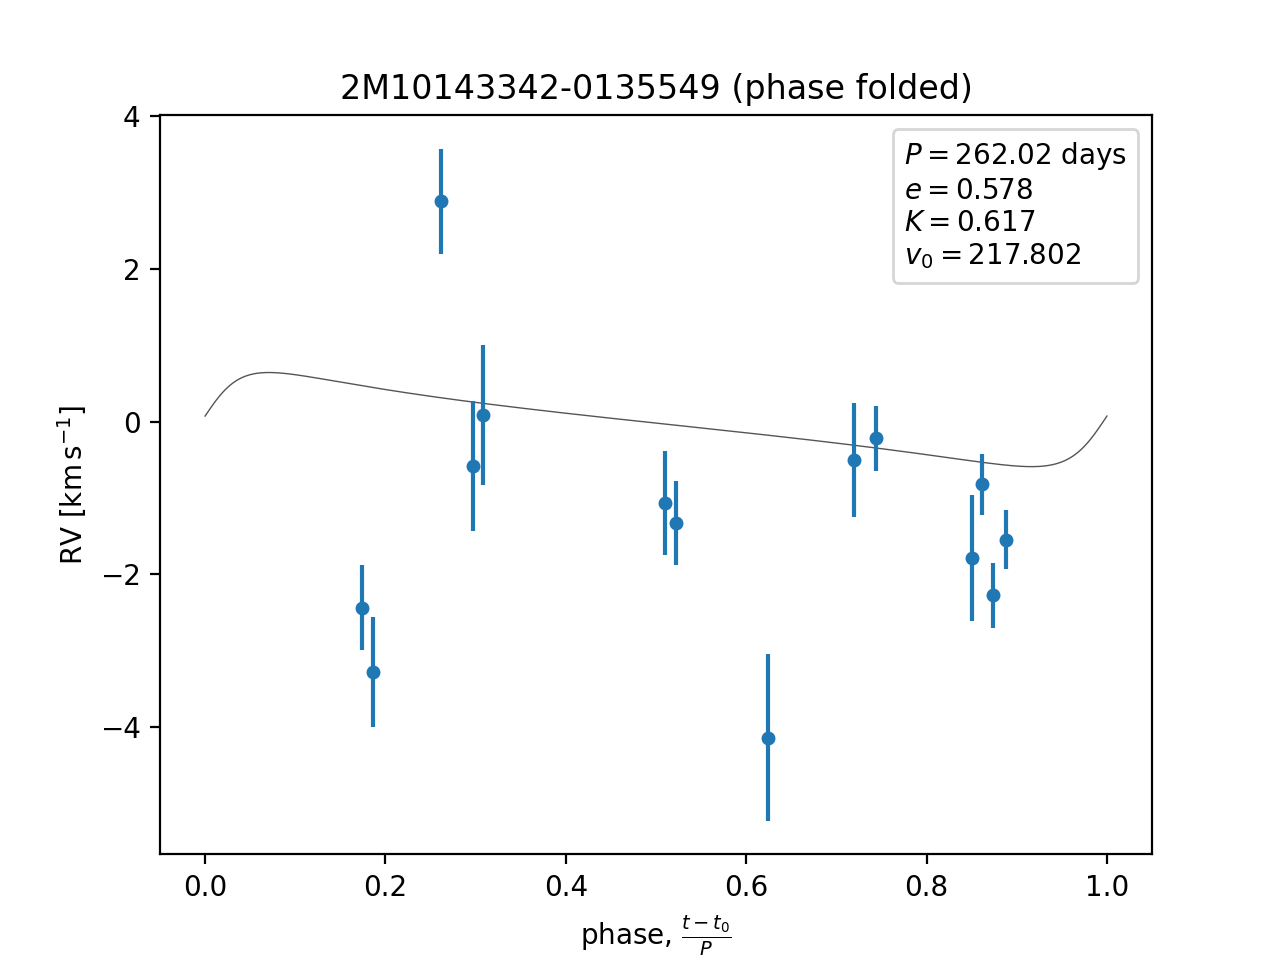 2M10143342-0135549 (phase folded)
P = 262.02 days
e = 0.578
K = 0.617
v₀ = 217.802
4
2
0
−2
−4
RV [km s⁻¹]
0.0 0.2 0.4 0.6 0.8 1.0
phase, (t − t₀)/P